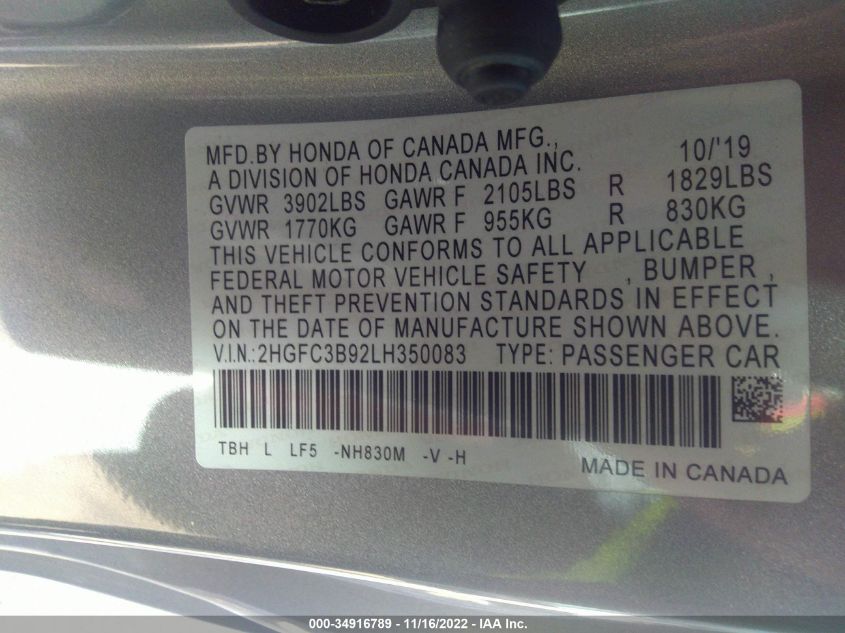 MFD.BY HONDA OF CANADA MFG., 10/'19
A DIVISION OF HONDA CANADA INC.
GVWR 3902LBS GAWR F 2105LBS R 1829LBS
GVWR 1770KG GAWR F 955KG R 830KG
THIS VEHICLE CONFORMS TO ALL APPLICABLE
FEDERAL MOTOR VEHICLE SAFETY , BUMPER ,
AND THEFT PREVENTION STANDARDS IN EFFECT
ON THE DATE OF MANUFACTURE SHOWN ABOVE.
V.I.N.:2HGFC3B92LH350083 TYPE: PASSENGER CAR
TBH L LF5 -NH830M -V -H
MADE IN CANADA
000-34916789 - 11/16/2022 - IAA Inc.